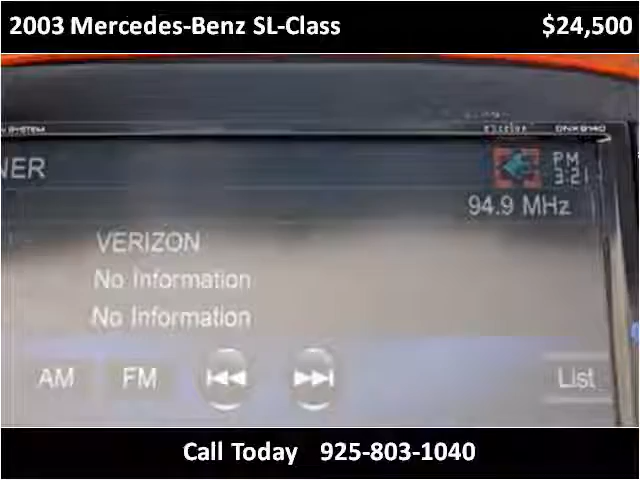 2003 Mercedes-Benz SL-Class $24,500
SYSTEM
NER PM
3:21
94.9 MHz
VERIZON
No Information
No Information
AM FM List
Call Today 925-803-1040